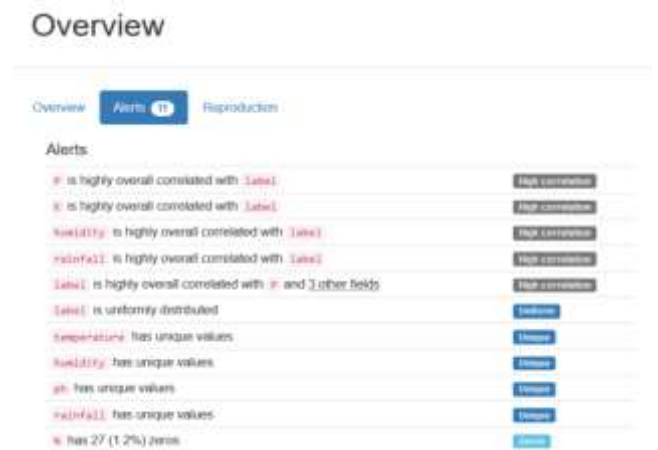 Overview
Overview Alerts 11 Reproduction
Alerts
P is highly overall correlated with label High correlation
K is highly overall correlated with label High correlation
humidity is highly overall correlated with label High correlation
rainfall is highly overall correlated with label High correlation
label is highly overall correlated with P and 3 other fields High correlation
label is uniformly distributed Uniform
temperature has unique values Unique
humidity has unique values Unique
ph has unique values Unique
rainfall has unique values Unique
N has 27 (1.2%) zeros Zeros